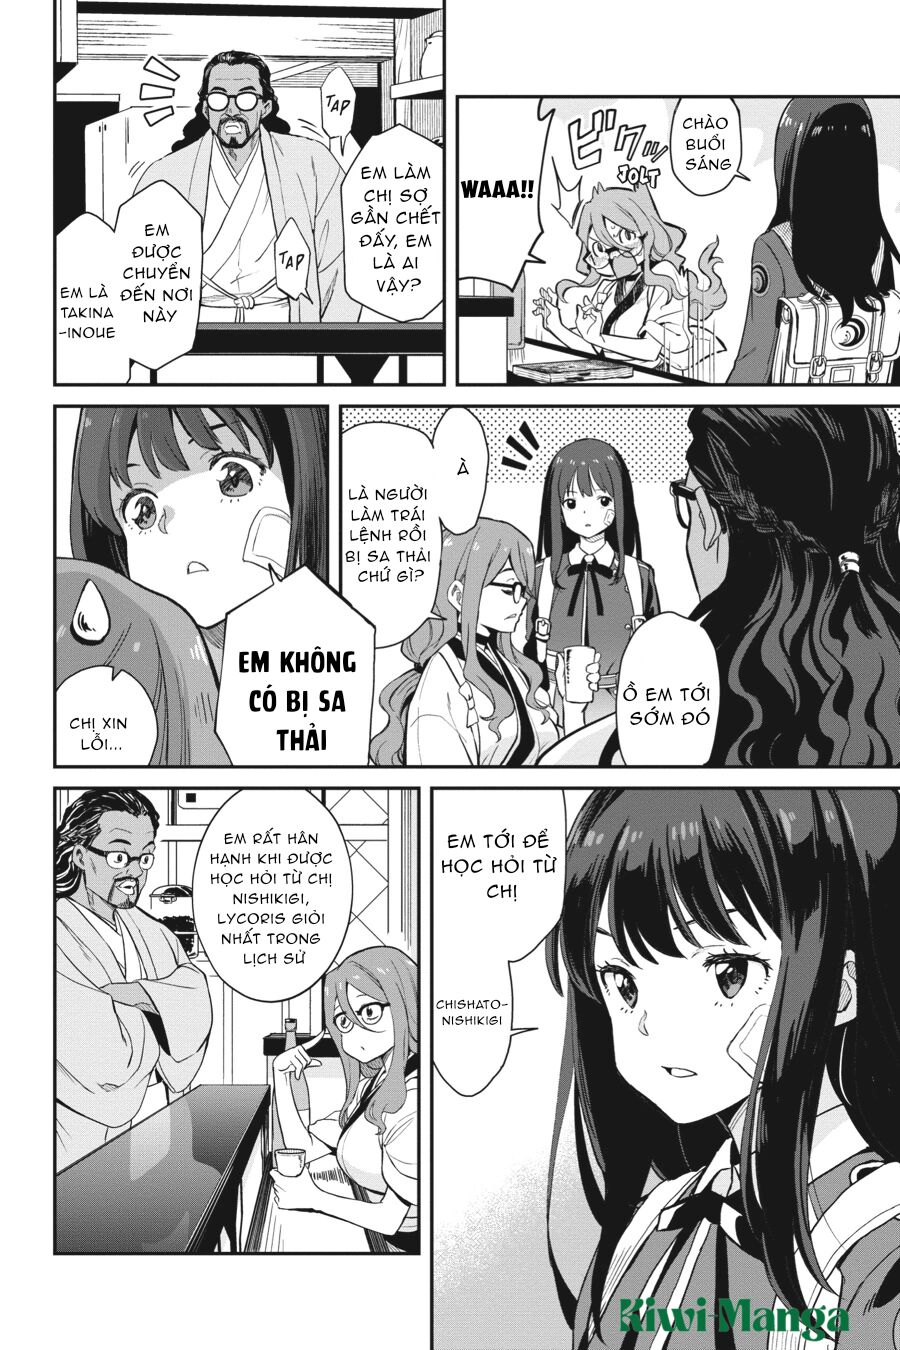 CHÀO
BUỔI
SÁNG
ビクッ
JOLT
WAAA!!
EM LÀM
CHỊ SỢ
GẦN CHẾT
ĐẤY, EM
LÀ AI
VẬY?
TAP
TAP
EM
ĐƯỢC
CHUYỂN
ĐẾN NƠI
NÀY
EM LÀ
TAKINA
-INOUE
Ồ EM TỚI
SỚM ĐÓ
À
LÀ NGƯỜI
LÀM TRÁI
LỆNH RỒI
BỊ SA THẢI
CHỨ GÌ?
EM KHÔNG
CÓ BỊ SA
THẢI
CHỊ XIN
LỖI...
EM TỚI ĐỂ
HỌC HỎI TỪ
CHỊ
CHISHATO-
NISHIKIGI
EM RẤT HÂN
HẠNH KHI ĐƯỢC
HỌC HỎI TỪ CHỊ
NISHIKIGI,
LYCORIS GIỎI
NHẤT TRONG
LỊCH SỬ
Kiwi-Manga